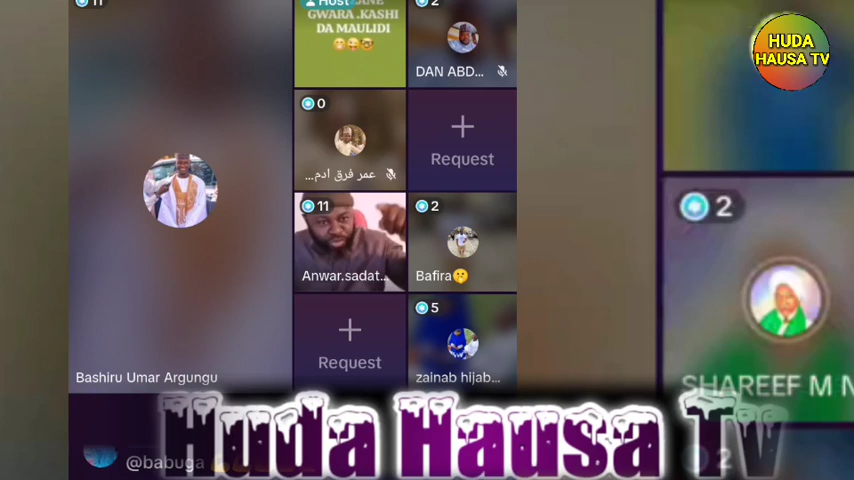 11
Host
GWARA .KASHI
DA MAULIDI
2
DAN ABD...
HUDA
HAUSA TV
0
عمر فرق ادم...
Request
11
Anwar.sadat...
2
Bafira🤫
2
SHAREEF M
Request
5
zainab hijab...
Bashiru Umar Argungu
Huda Hausa Tv
@babuga
2